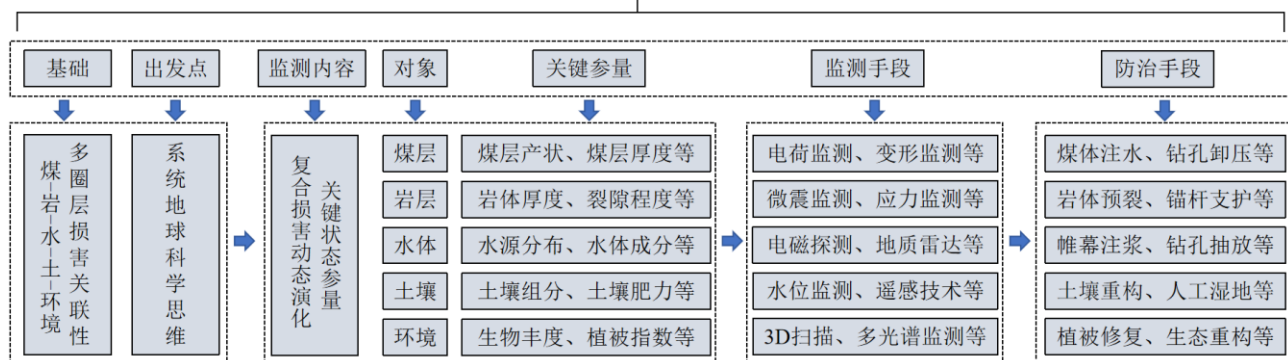 基础 出发点 监测内容 对象 关键参量 监测手段 防治手段
煤-岩-水-土-环境
多圈层损害关联性
系统地球科学思维
复合损害动态演化
关键状态参量
煤层 煤层产状、煤层厚度等 电荷监测、变形监测等 煤体注水、钻孔卸压等
岩层 岩体厚度、裂隙程度等 微震监测、应力监测等 岩体预裂、锚杆支护等
水体 水源分布、水体成分等 电磁探测、地质雷达等 帷幕注浆、钻孔抽放等
土壤 土壤组分、土壤肥力等 水位监测、遥感技术等 土壤重构、人工湿地等
环境 生物丰度、植被指数等 3D扫描、多光谱监测等 植被修复、生态重构等